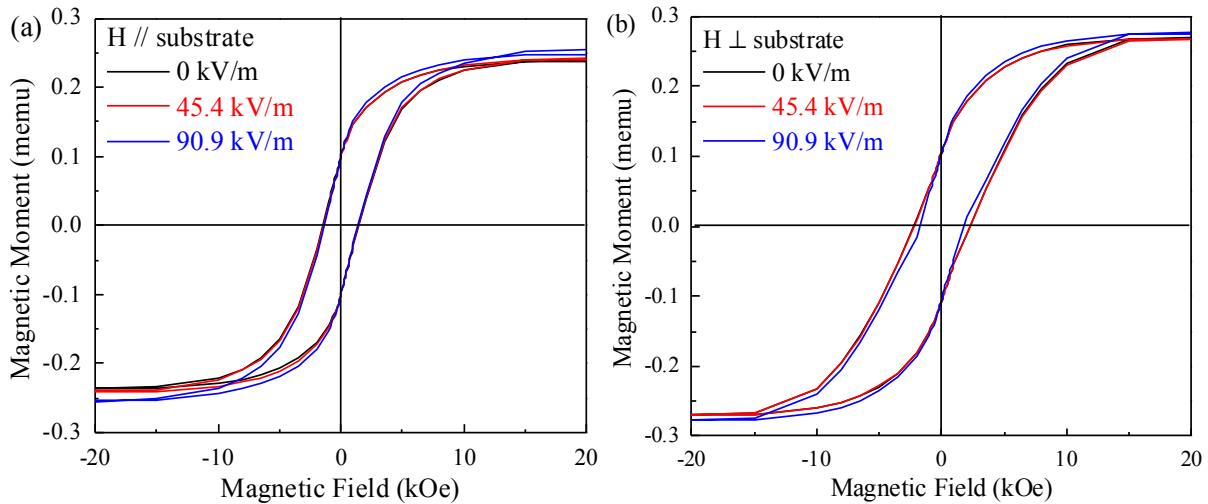 (a)
H // substrate
0 kV/m
45.4 kV/m
90.9 kV/m
Magnetic Moment (memu)
0.3
0.2
0.1
0.0
-0.1
-0.2
-0.3
-20
-10
0
10
20
Magnetic Field (kOe)
(b)
H ⊥ substrate
0 kV/m
45.4 kV/m
90.9 kV/m
Magnetic Moment (memu)
0.3
0.2
0.1
0.0
-0.1
-0.2
-0.3
-20
-10
0
10
20
Magnetic Field (kOe)